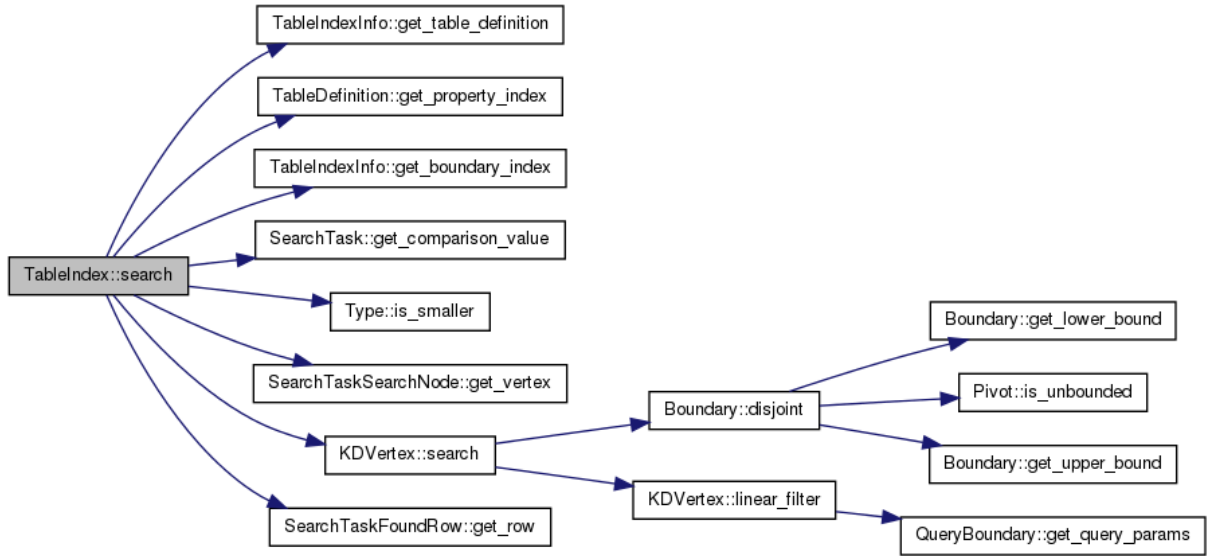 TableIndexInfo::get_table_definition
TableDefinition::get_property_index
TableIndexInfo::get_boundary_index
SearchTask::get_comparison_value
TableIndex::search
Type::is_smaller
Boundary::get_lower_bound
SearchTaskSearchNode::get_vertex
Pivot::is_unbounded
Boundary::disjoint
KDVertex::search
Boundary::get_upper_bound
KDVertex::linear_filter
SearchTaskFoundRow::get_row
QueryBoundary::get_query_params